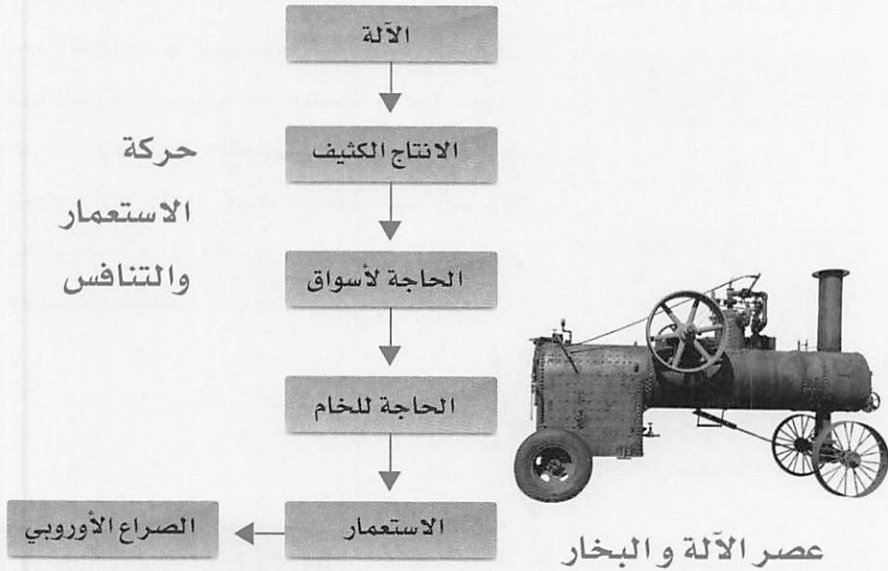 الآلة
الانتاج الكثيف
الحاجة لأسواق
الحاجة للخام
الاستعمار
الصراع الأوروبي
حركة
الاستعمار
والتنافس
عصر الآلة و البخار